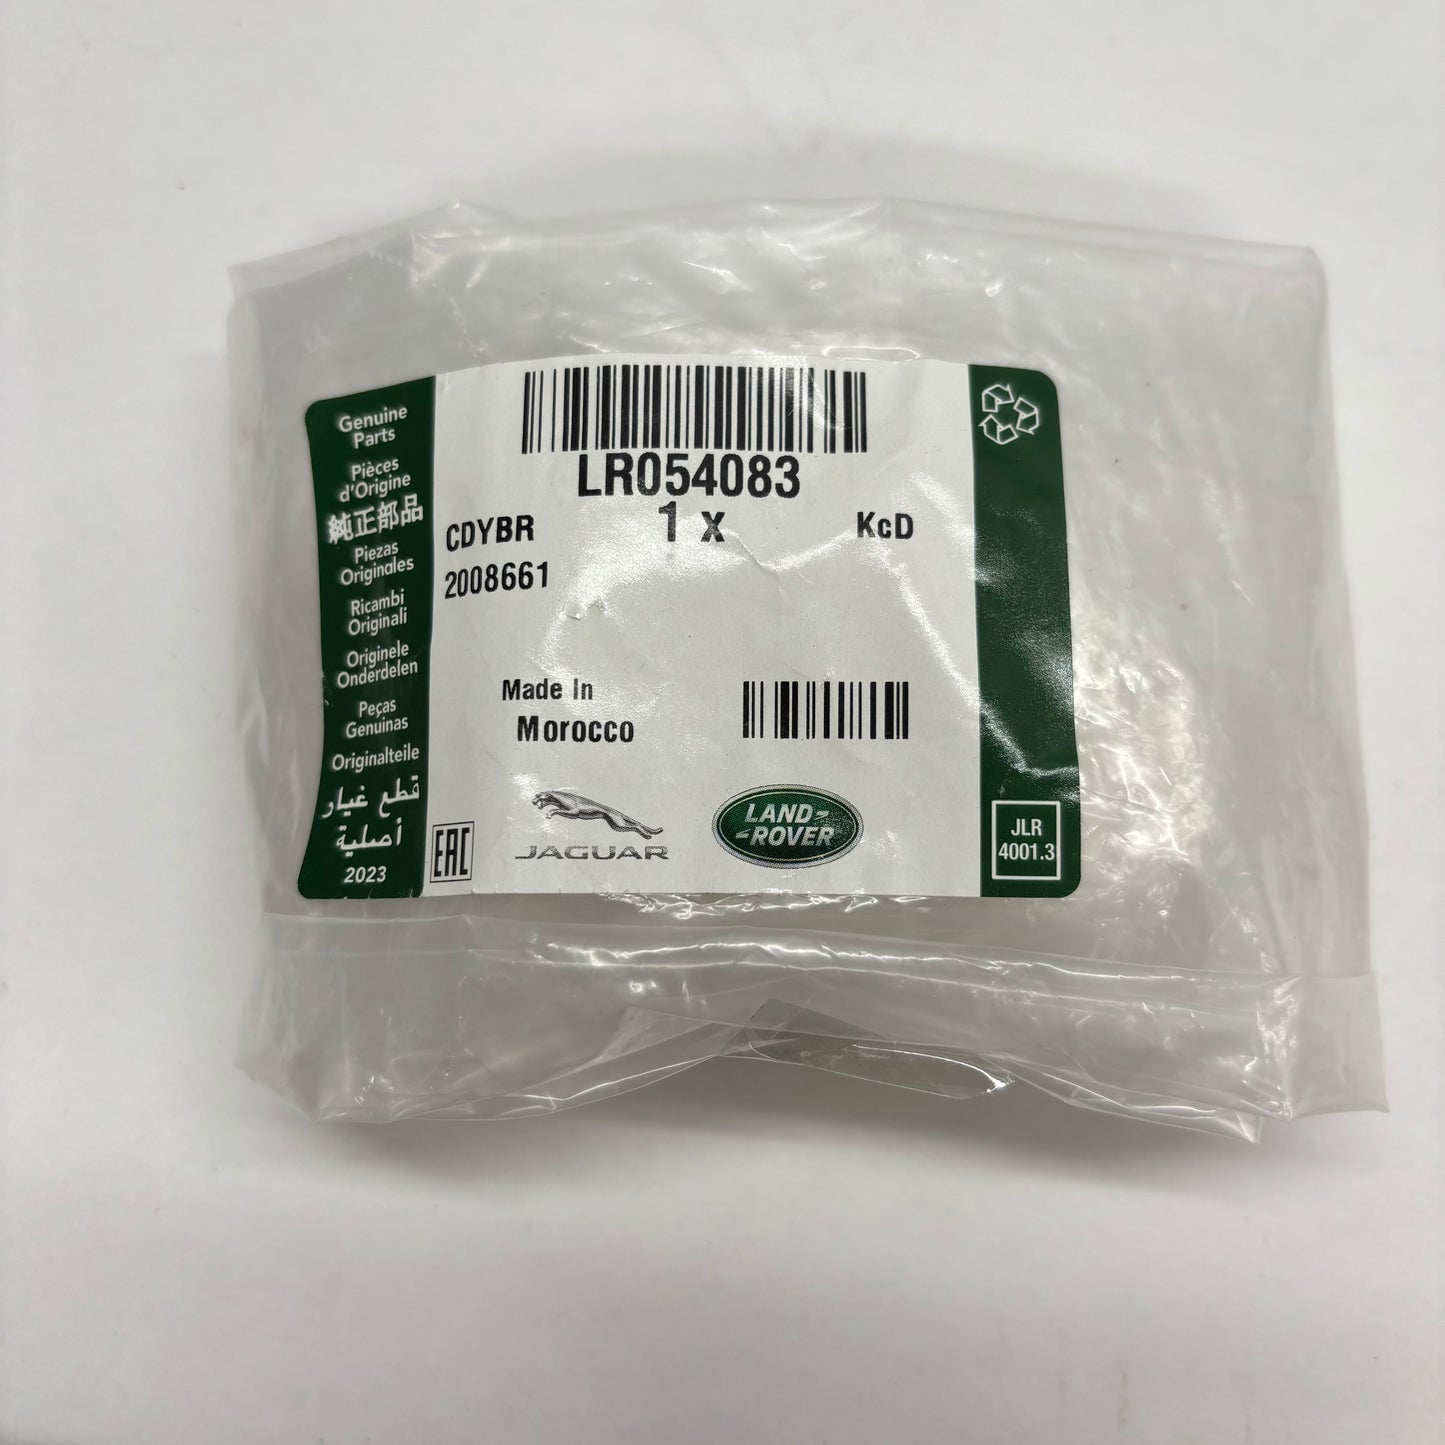 Genuine
Parts
Pièces
d'Origine
純正部品
Piezas
Originales
Ricambi
Originali
Originele
Onderdelen
Peças
Genuinas
Originalteile
قطع غيار
أصلية
2023
LR054083
1 x
CDYBR
KcD
2008661
Made In
Morocco
EAC
JAGUAR
LAND
ROVER
JLR
4001.3